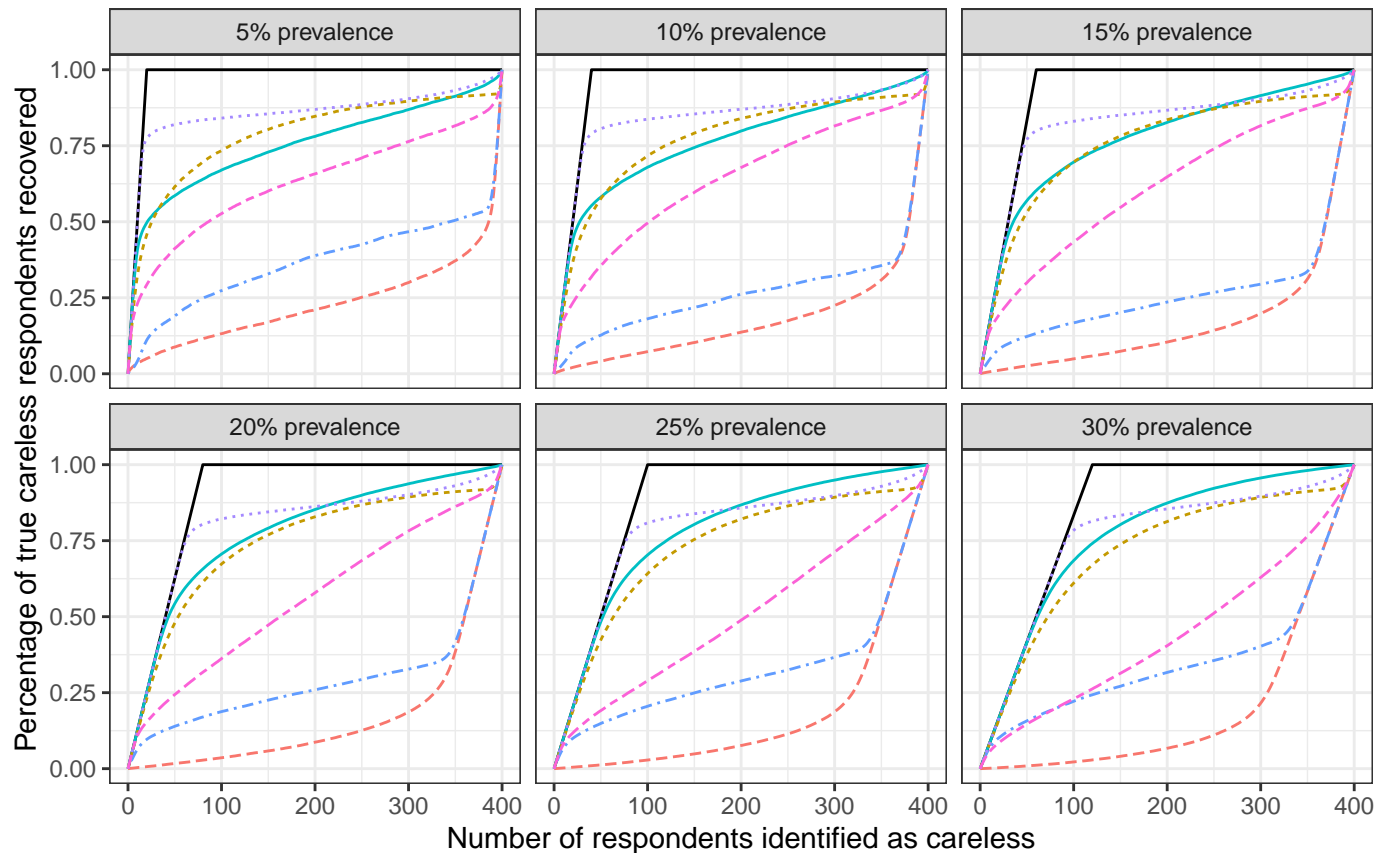 5% prevalence
10% prevalence
15% prevalence
1.00
0.75
0.50
0.25
0.00
20% prevalence
25% prevalence
30% prevalence
1.00
0.75
0.50
0.25
0.00
0 100 200 300 400
0 100 200 300 400
0 100 200 300 400
Number of respondents identified as careless
Percentage of true careless respondents recovered